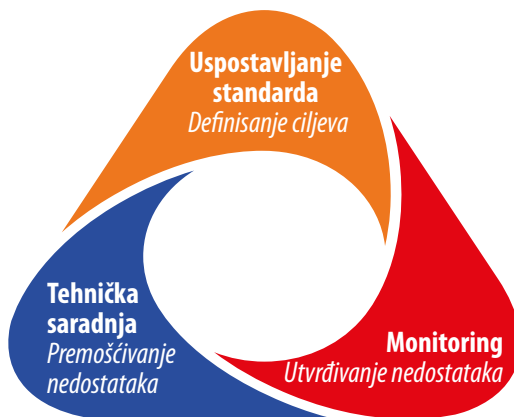 Uspostavljanje
standarda
Definisanje ciljeva
Tehnička
saradnja
Premošćivanje
nedostataka
Monitoring
Utvrđivanje nedostataka